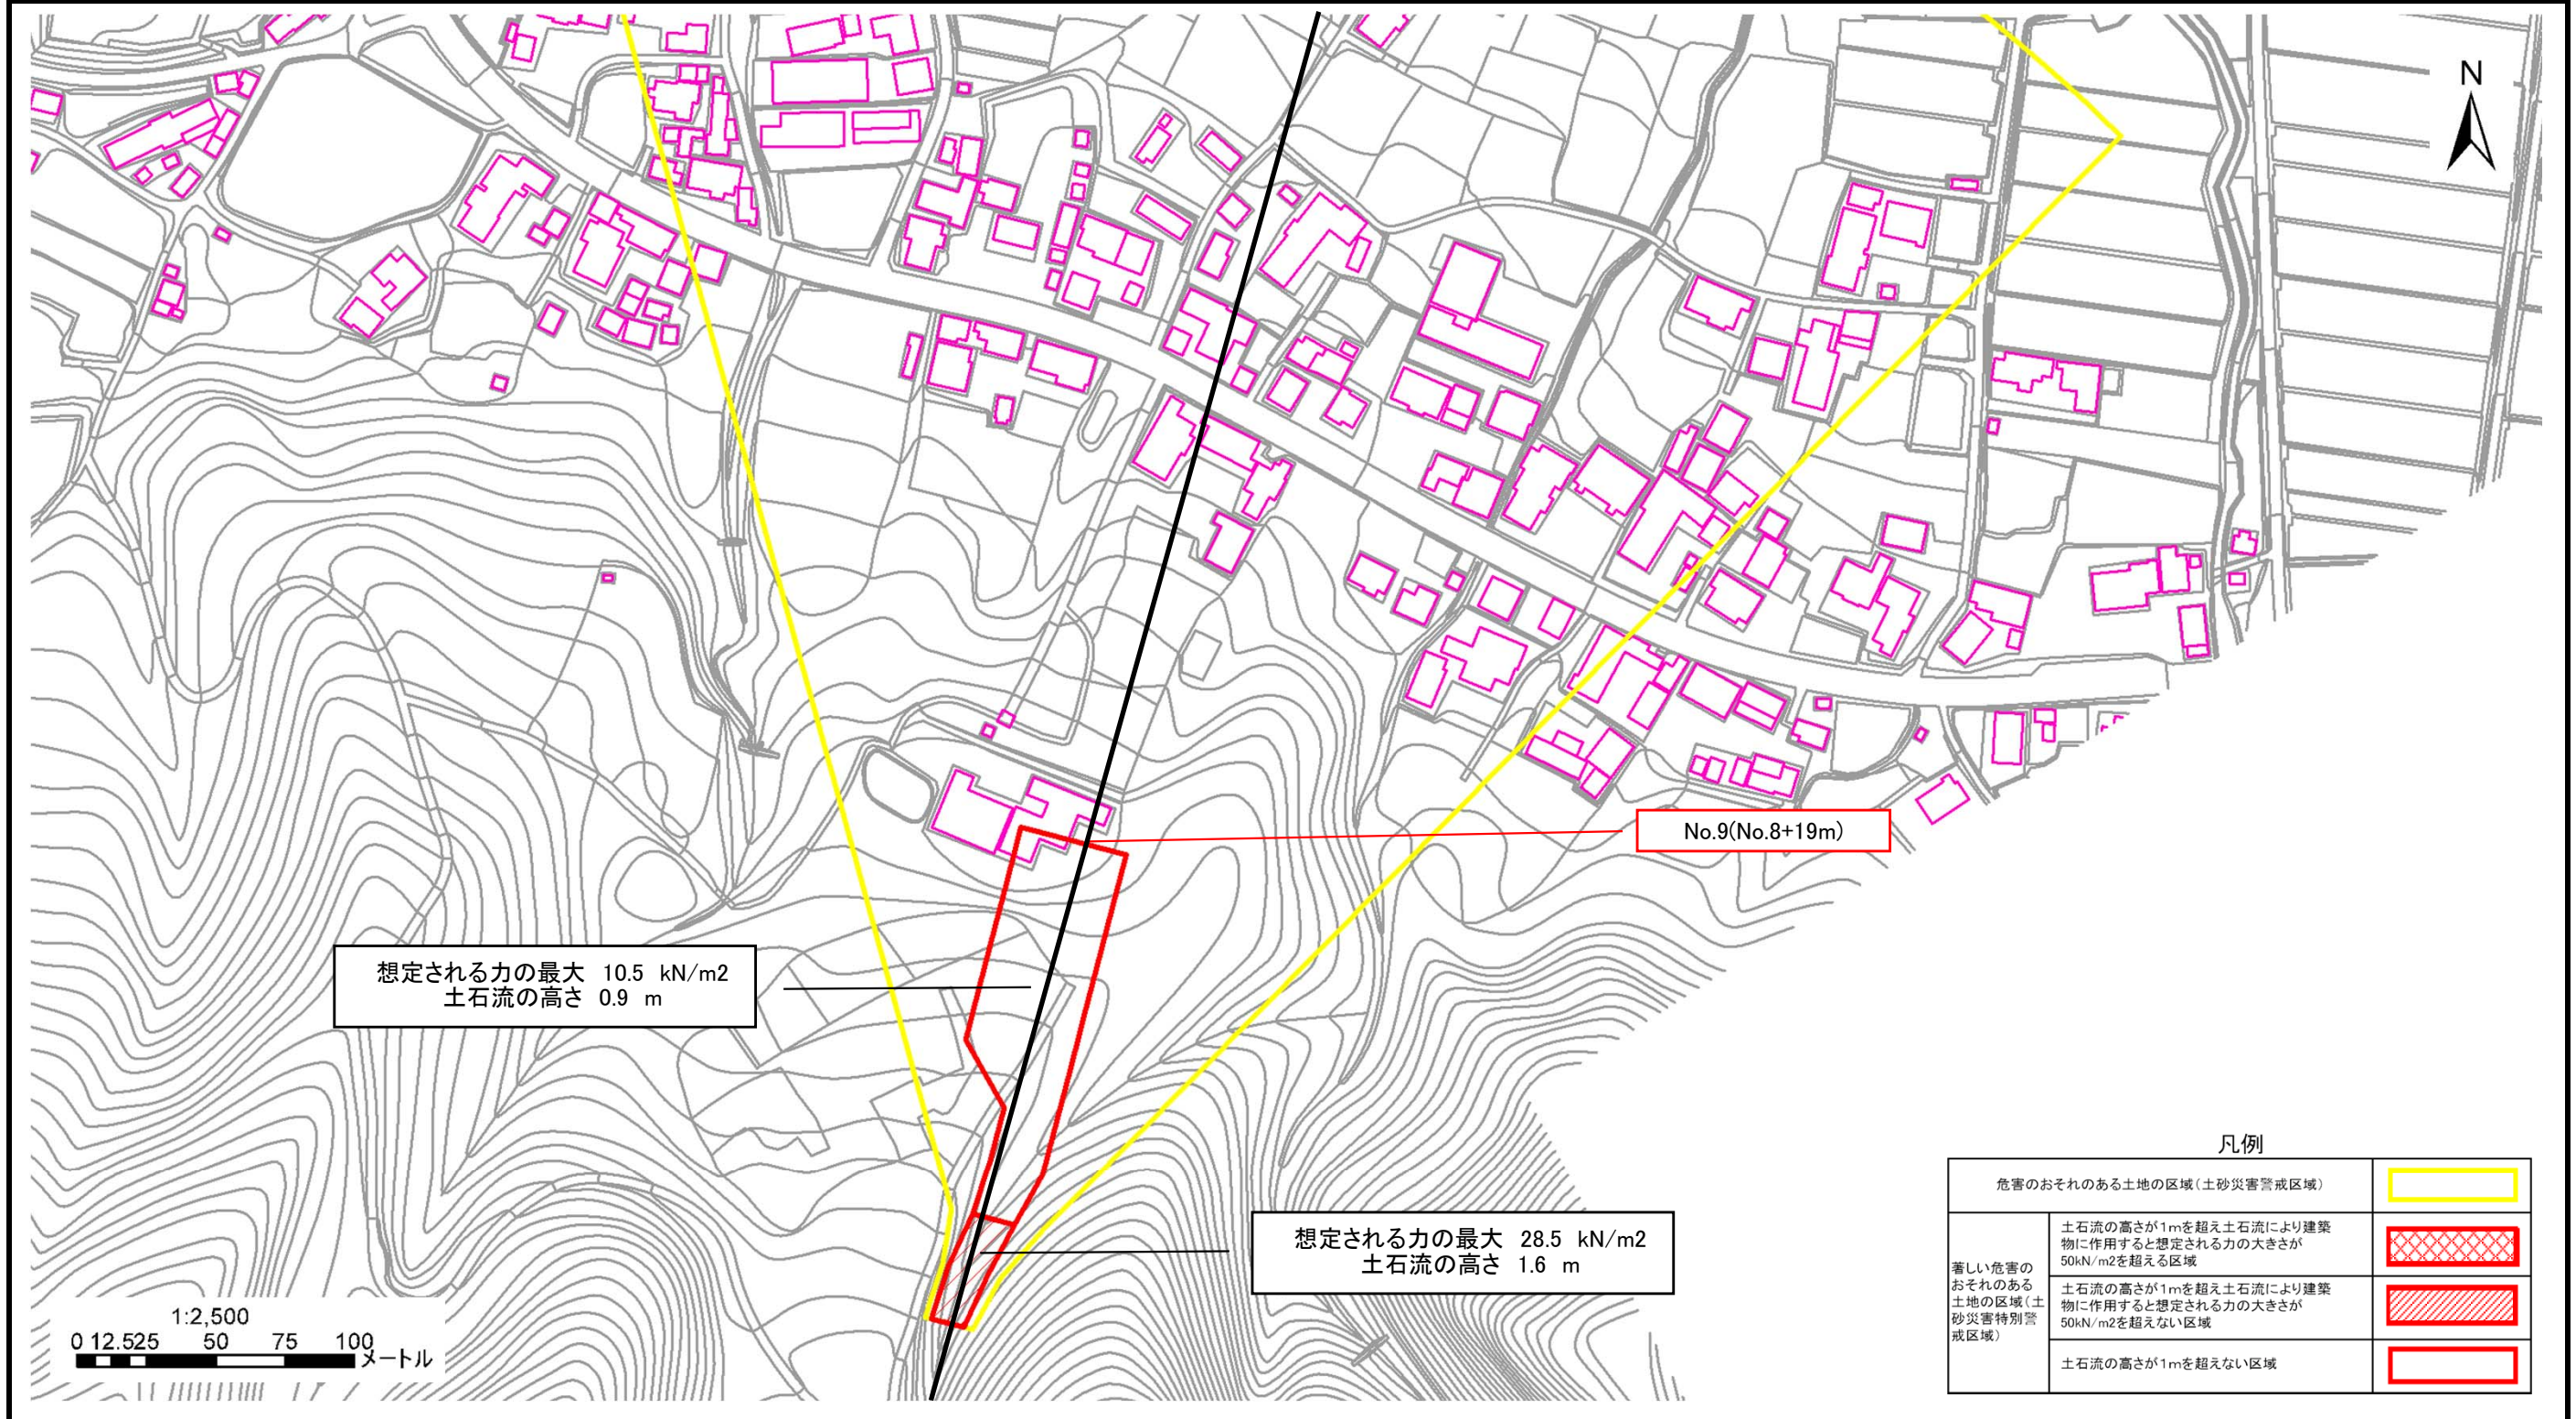 N
No.9(No.8+19m)
想定される力の最大 10.5 kN/m2
土石流の高さ 0.9 m
想定される力の最大 28.5 kN/m2
土石流の高さ 1.6 m
1:2,500
0 12.525 50 75 100
メートル
凡例
危害のおそれのある土地の区域(土砂災害警戒区域)
著しい危害の
おそれのある
土地の区域(土
砂災害特別警
戒区域)
土石流の高さが1mを超え土石流により建築
物に作用すると想定される力の大きさが
50kN/m2を超える区域
土石流の高さが1mを超え土石流により建築
物に作用すると想定される力の大きさが
50kN/m2を超えない区域
土石流の高さが1mを超えない区域